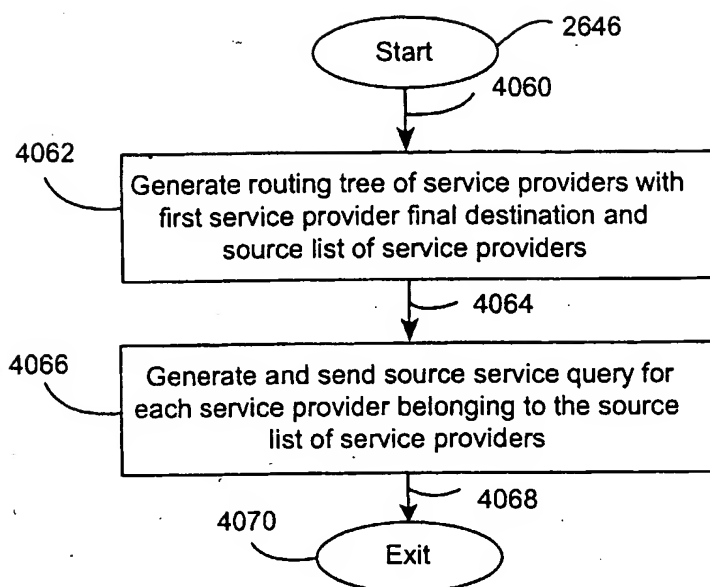 Start
2646
4060
4062
Generate routing tree of service providers with
first service provider final destination and
source list of service providers
4064
4066
Generate and send source service query for
each service provider belonging to the source
list of service providers
4068
4070
Exit